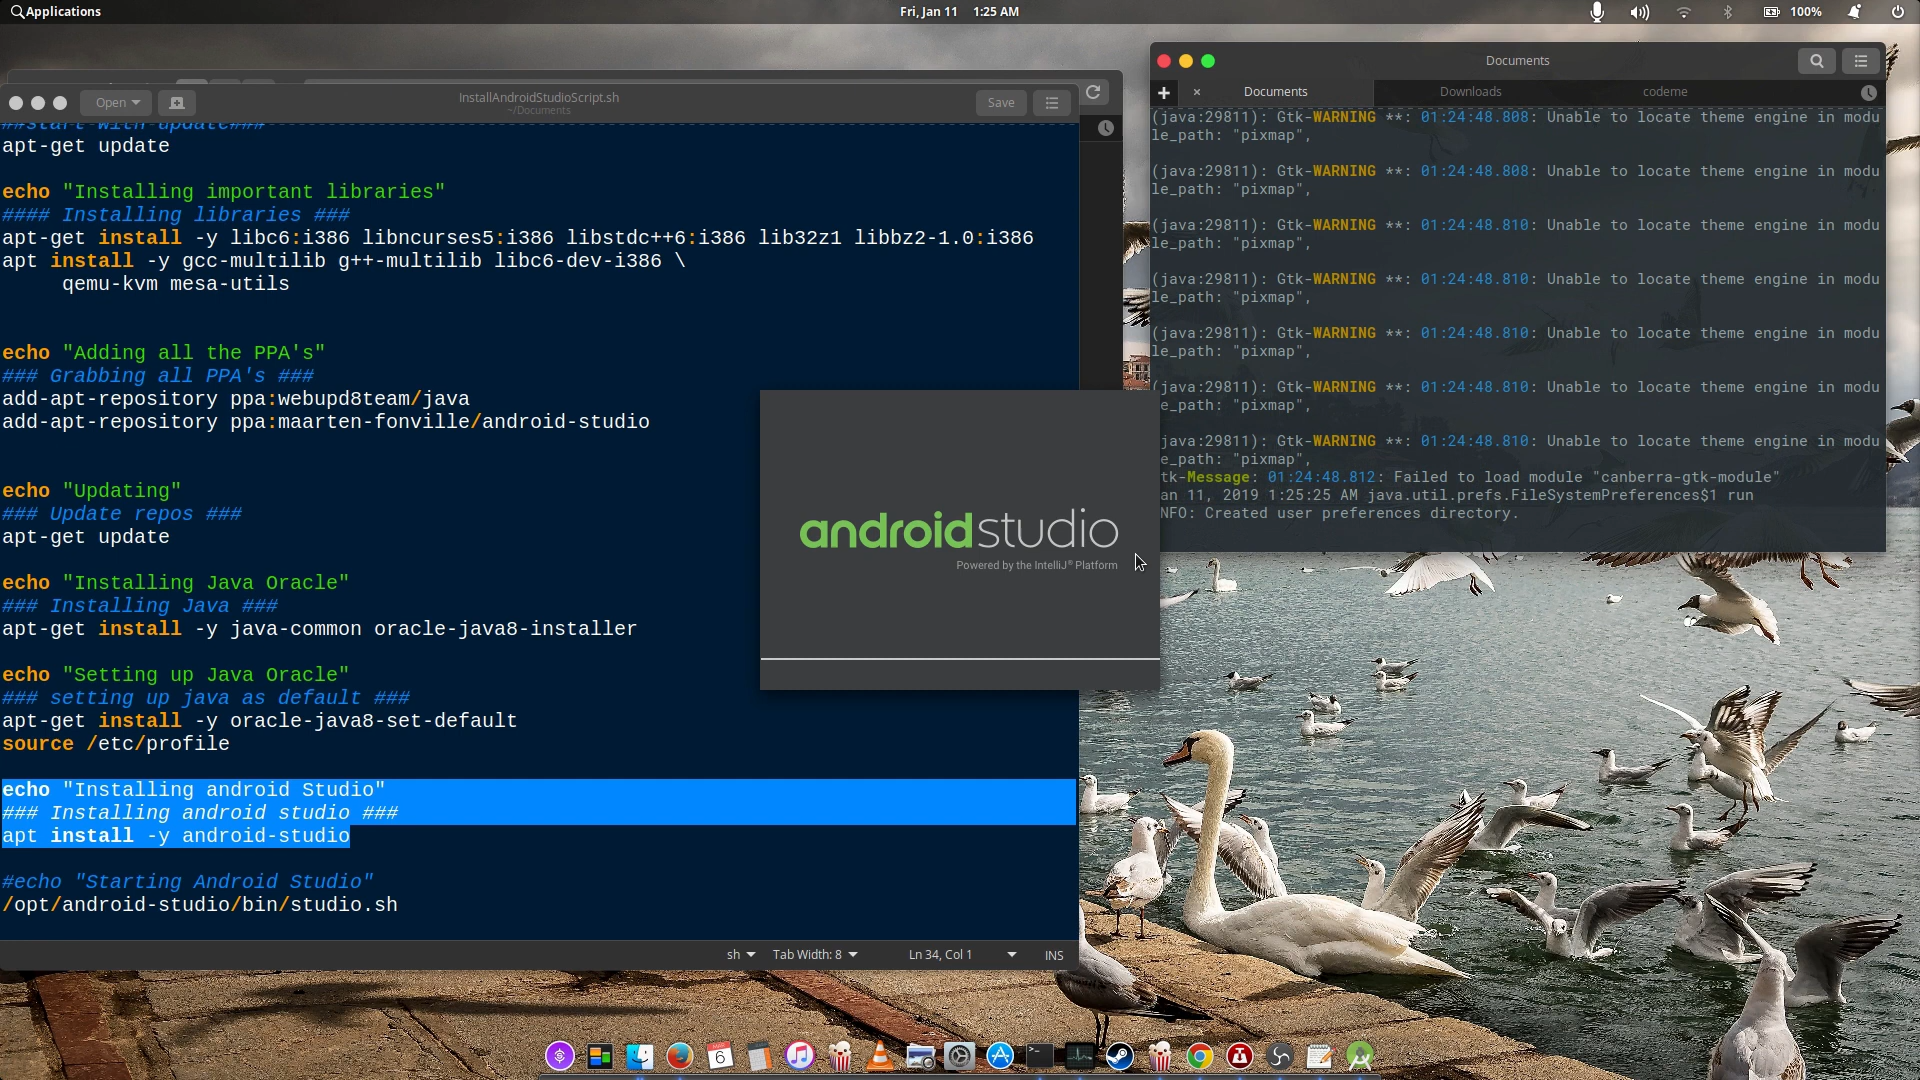 Applications
Fri, Jan 11 1:25 AM
100%
Open
InstallAndroidStudioScript.sh
~/Documents
Save
##start-with-update###
apt-get update
echo "Installing important libraries"
#### Installing libraries ###
apt-get install -y libc6:i386 libncurses5:i386 libstdc++6:i386 lib32z1 libbz2-1.0:i386
apt install -y gcc-multilib g++-multilib libc6-dev-i386 \
qemu-kvm mesa-utils
echo "Adding all the PPA's"
### Grabbing all PPA's ###
add-apt-repository ppa:webupd8team/java
add-apt-repository ppa:maarten-fonville/android-studio
echo "Updating"
### Update repos ###
apt-get update
echo "Installing Java Oracle"
### Installing Java ###
apt-get install -y java-common oracle-java8-installer
echo "Setting up Java Oracle"
### setting up java as default ###
apt-get install -y oracle-java8-set-default
source /etc/profile
echo "Installing android Studio"
### Installing android studio ###
apt install -y android-studio
#echo "Starting Android Studio"
/opt/android-studio/bin/studio.sh
sh Tab Width: 8 Ln 34, Col 1 INS
androidstudio
Powered by the IntelliJ® Platform
Documents
Documents Downloads codeme
(java:29811): Gtk-WARNING **: 01:24:48.808: Unable to locate theme engine in modu
le_path: "pixmap",
(java:29811): Gtk-WARNING **: 01:24:48.808: Unable to locate theme engine in modu
le_path: "pixmap",
(java:29811): Gtk-WARNING **: 01:24:48.810: Unable to locate theme engine in modu
le_path: "pixmap",
(java:29811): Gtk-WARNING **: 01:24:48.810: Unable to locate theme engine in modu
le_path: "pixmap",
(java:29811): Gtk-WARNING **: 01:24:48.810: Unable to locate theme engine in modu
le_path: "pixmap",
(java:29811): Gtk-WARNING **: 01:24:48.810: Unable to locate theme engine in modu
e_path: "pixmap",
java:29811): Gtk-WARNING **: 01:24:48.810: Unable to locate theme engine in modu
e_path: "pixmap",
tk-Message: 01:24:48.812: Failed to load module "canberra-gtk-module"
an 11, 2019 1:25:25 AM java.util.prefs.FileSystemPreferences$1 run
NFO: Created user preferences directory.
6